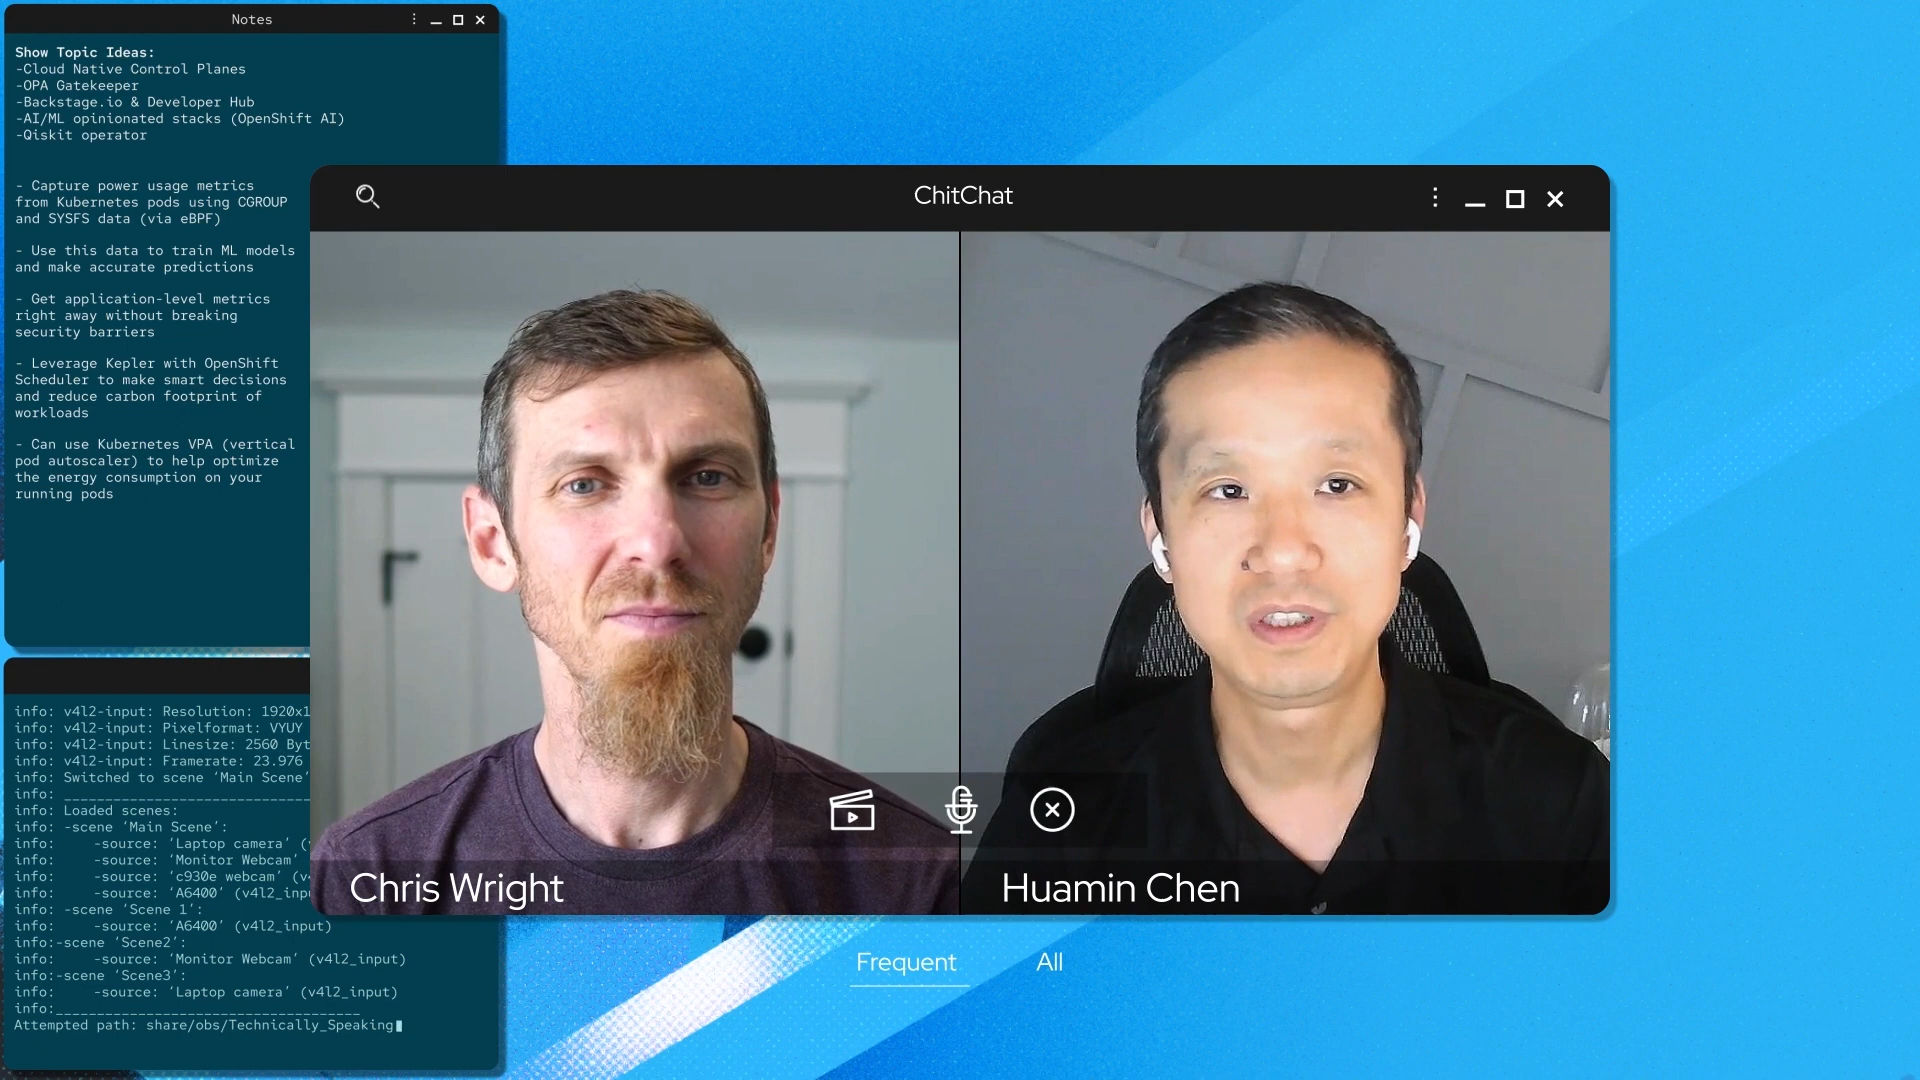 Notes
Show Topic Ideas:
-Cloud Native Control Planes
-OPA Gatekeeper
-Backstage.io & Developer Hub
-AI/ML opinionated stacks (OpenShift AI)
-Qiskit operator
- Capture power usage metrics
from Kubernetes pods using CGROUP
and SYSFS data (via eBPF)
- Use this data to train ML models
and make accurate predictions
- Get application-level metrics
right away without breaking
security barriers
- Leverage Kepler with OpenShift
Scheduler to make smart decisions
and reduce carbon footprint of
workloads
- Can use Kubernetes VPA (vertical
pod autoscaler) to help optimize
the energy consumption on your
running pods
ChitChat
Chris Wright
Huamin Chen
Frequent
All
info: v4l2-input: Resolution: 1920x1
info: v4l2-input: Pixelformat: VYUY
info: v4l2-input: Linesize: 2560 Byt
info: v4l2-input: Framerate: 23.976
info: Switched to scene ‘Main Scene’
info: ______________________________
info: Loaded scenes:
info: -scene ‘Main Scene’:
info: -source: ‘Laptop camera’ (
info: -source: ‘Monitor Webcam’
info: -source: ‘c930e webcam’ (v
info: -source: ‘A6400’ (v4l2_inp
info: -scene ‘Scene 1’:
info: -source: ‘A6400’ (v4l2_input)
info:-scene ‘Scene2’:
info: -source: ‘Monitor Webcam’ (v4l2_input)
info:-scene ‘Scene3’:
info: -source: ‘Laptop camera’ (v4l2_input)
info:_____________________________________
Attempted path: share/obs/Technically_Speaking